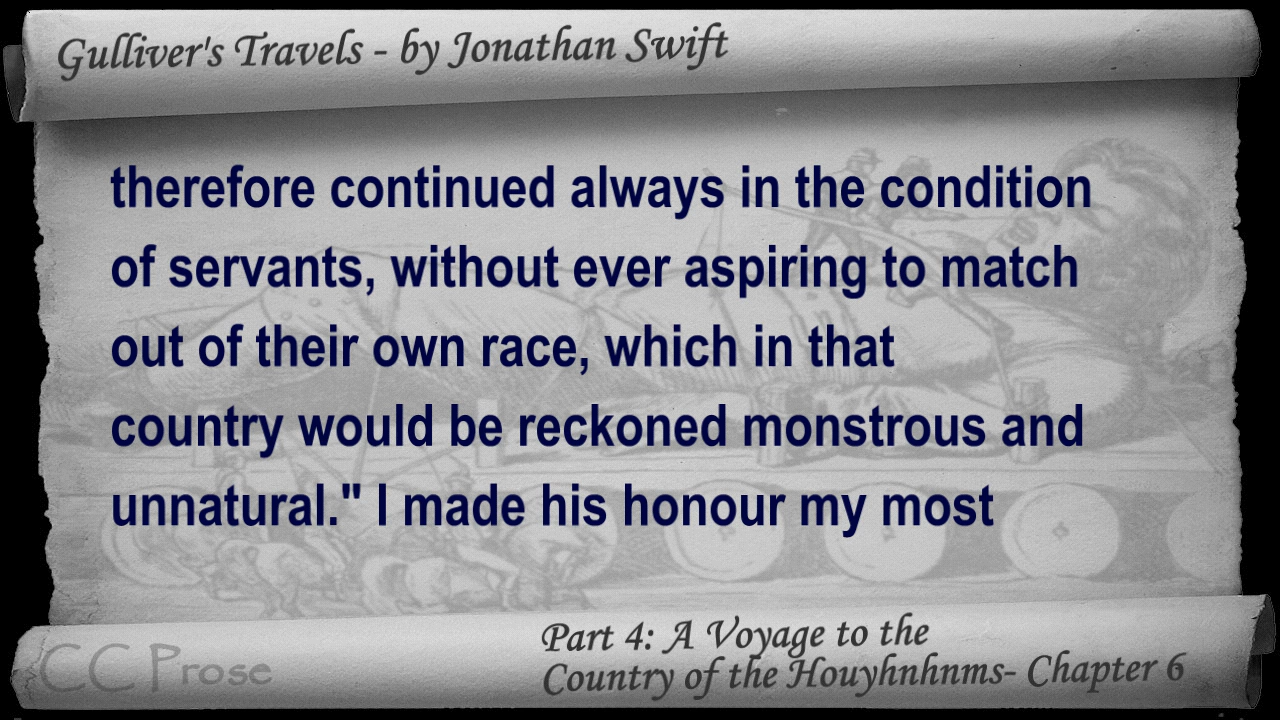 Gulliver's Travels - by Jonathan Swift
therefore continued always in the condition
of servants, without ever aspiring to match
out of their own race, which in that
country would be reckoned monstrous and
unnatural." I made his honour my most
CC Prose
Part 4: A Voyage to the
Country of the Houyhnhnms- Chapter 6